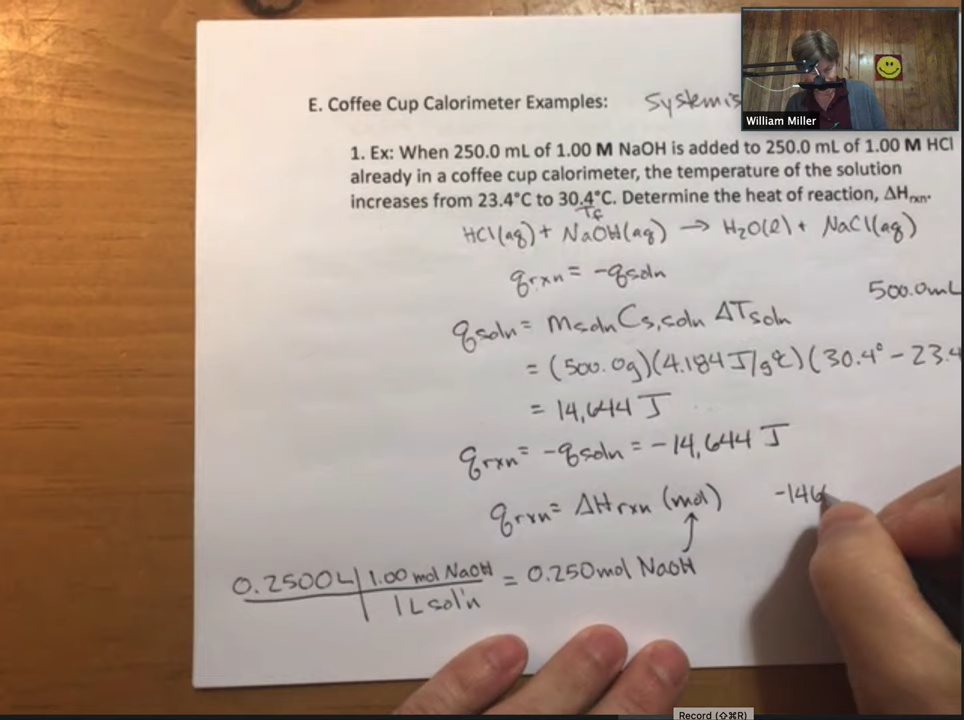 William Miller
E. Coffee Cup Calorimeter Examples: System is
1. Ex: When 250.0 mL of 1.00 M NaOH is added to 250.0 mL of 1.00 M HCl
already in a coffee cup calorimeter, the temperature of the solution
increases from 23.4°C to 30.4°C. Determine the heat of reaction, ΔHrxn.
Tf
HCl(aq) + NaOH(aq) → H2O(l) + NaCl(aq)
qrxn = -qsoln
500.0mL
qsoln = msoln Cs,soln ΔTsoln
= (500.0g)(4.184 J/g°C)(30.4° - 23.4
= 14,644 J
qrxn = -qsoln = -14,644 J
qrxn = ΔHrxn (mol) -146
0.2500L | 1.00 mol NaOH = 0.250 mol NaOH
1 L sol'n
Record (⇧⌘R)